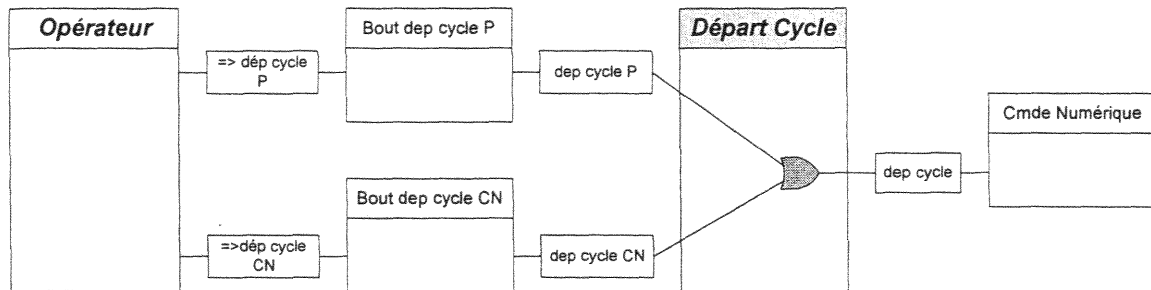 Opérateur
Bout dep cycle P
Départ Cycle
=> dép cycle
P
dep cycle P
Cmde Numérique
dep cycle
Bout dep cycle CN
=>dép cycle
CN
dep cycle CN